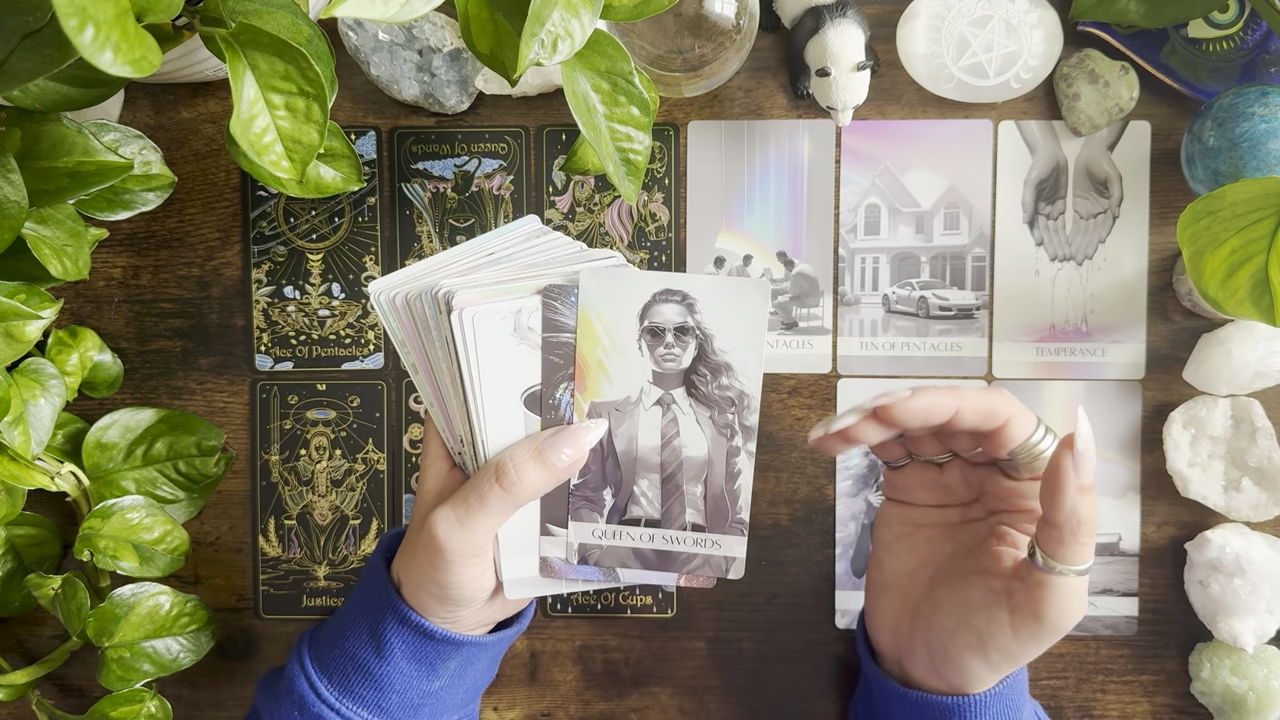 Queen Of Wands
Ace Of Pentacles
NTACLES
TEN OF PENTACLES
TEMPERANCE
QUEEN OF SWORDS
Justice
Ace Of Cups